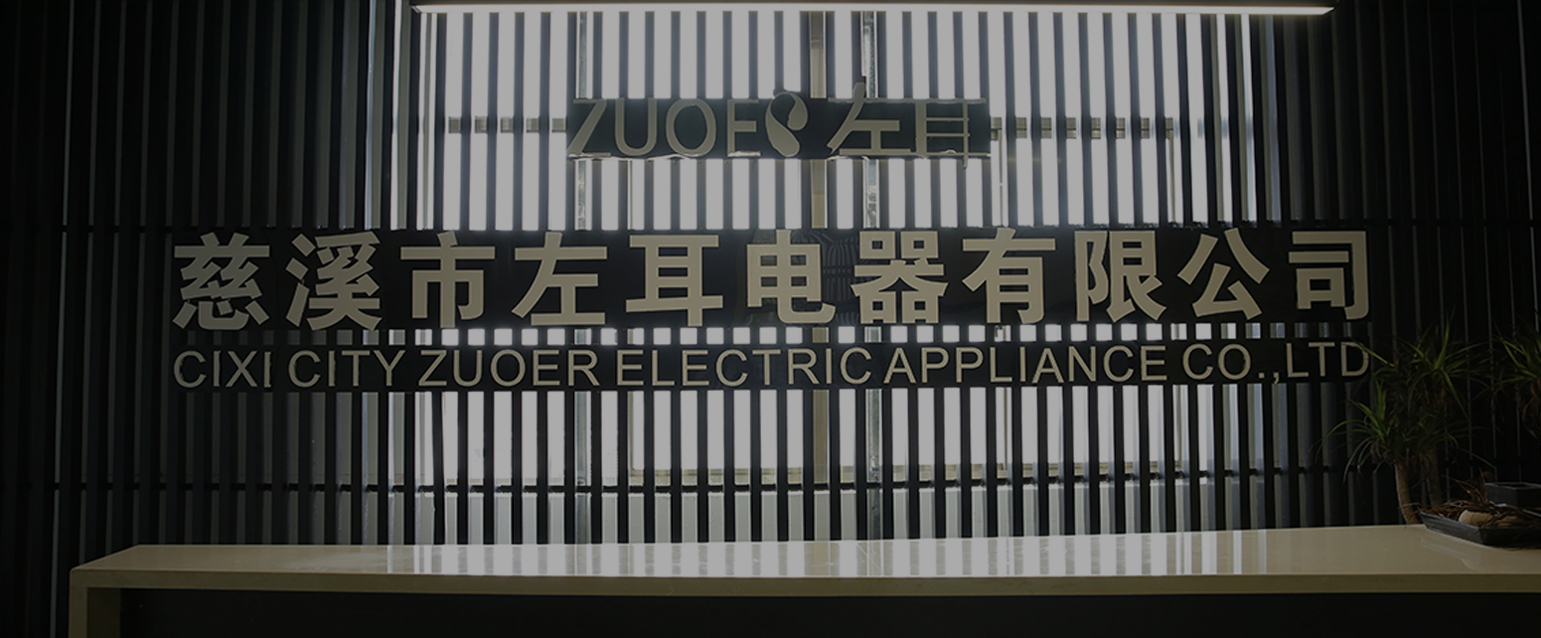 ZUOER 左耳
慈溪市左耳电器有限公司
CIXI CITY ZUOER ELECTRIC APPLIANCE CO.,LTD